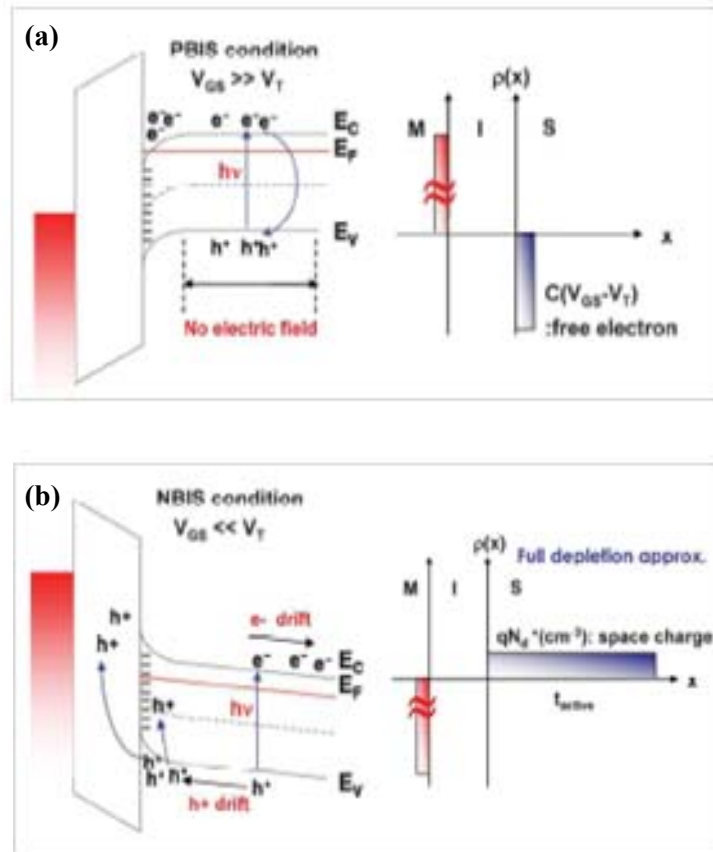 (a)
PBIS condition
V_GS >> V_T
e⁻e⁻ e⁻ e⁻e⁻ E_C
e⁻
E_F
hν
E_V
h⁺ h⁺h⁺
No electric field
ρ(x)
M I S
x
C(V_GS-V_T)
:free electron
(b)
NBIS condition
V_GS << V_T
h+
h+
e- drift
e⁻ e⁻ e⁻ E_C
E_F
h+
hν
h⁺
h⁺ h⁺
h⁺
E_V
h+ drift
ρ(x) Full depletion approx.
M I S
qN_d⁺(cm⁻³): space charge
x
t_active